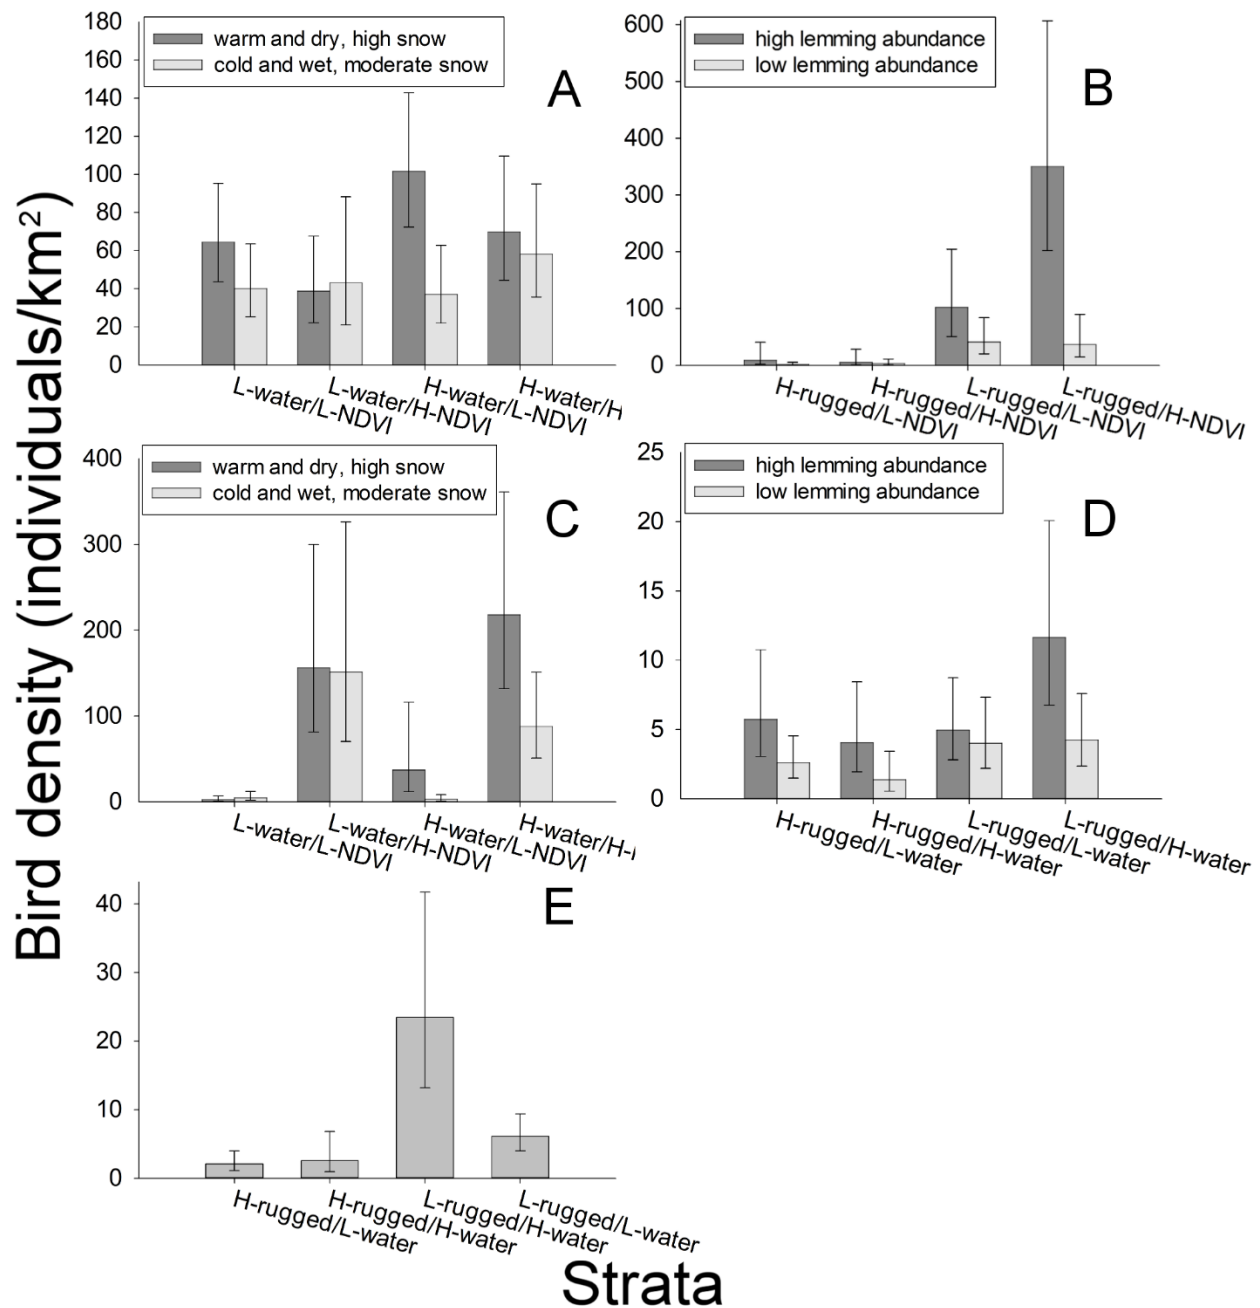 Bird density (individuals/km²)
180
160
140
120
100
80
60
40
20
0
warm and dry, high snow
cold and wet, moderate snow
A
L-water/L-NDVI
L-water/H-NDVI
H-water/L-NDVI
H-water/H
600
500
400
300
200
100
0
high lemming abundance
low lemming abundance
B
H-rugged/L-NDVI
H-rugged/H-NDVI
L-rugged/L-NDVI
L-rugged/H-NDVI
400
300
200
100
0
warm and dry, high snow
cold and wet, moderate snow
C
L-water/L-NDVI
L-water/H-NDVI
H-water/L-NDVI
H-water/H-
25
20
15
10
5
0
high lemming abundance
low lemming abundance
D
H-rugged/L-water
H-rugged/H-water
L-rugged/L-water
L-rugged/H-water
40
30
20
10
0
E
H-rugged/L-water
H-rugged/H-water
L-rugged/H-water
L-rugged/L-water
Strata